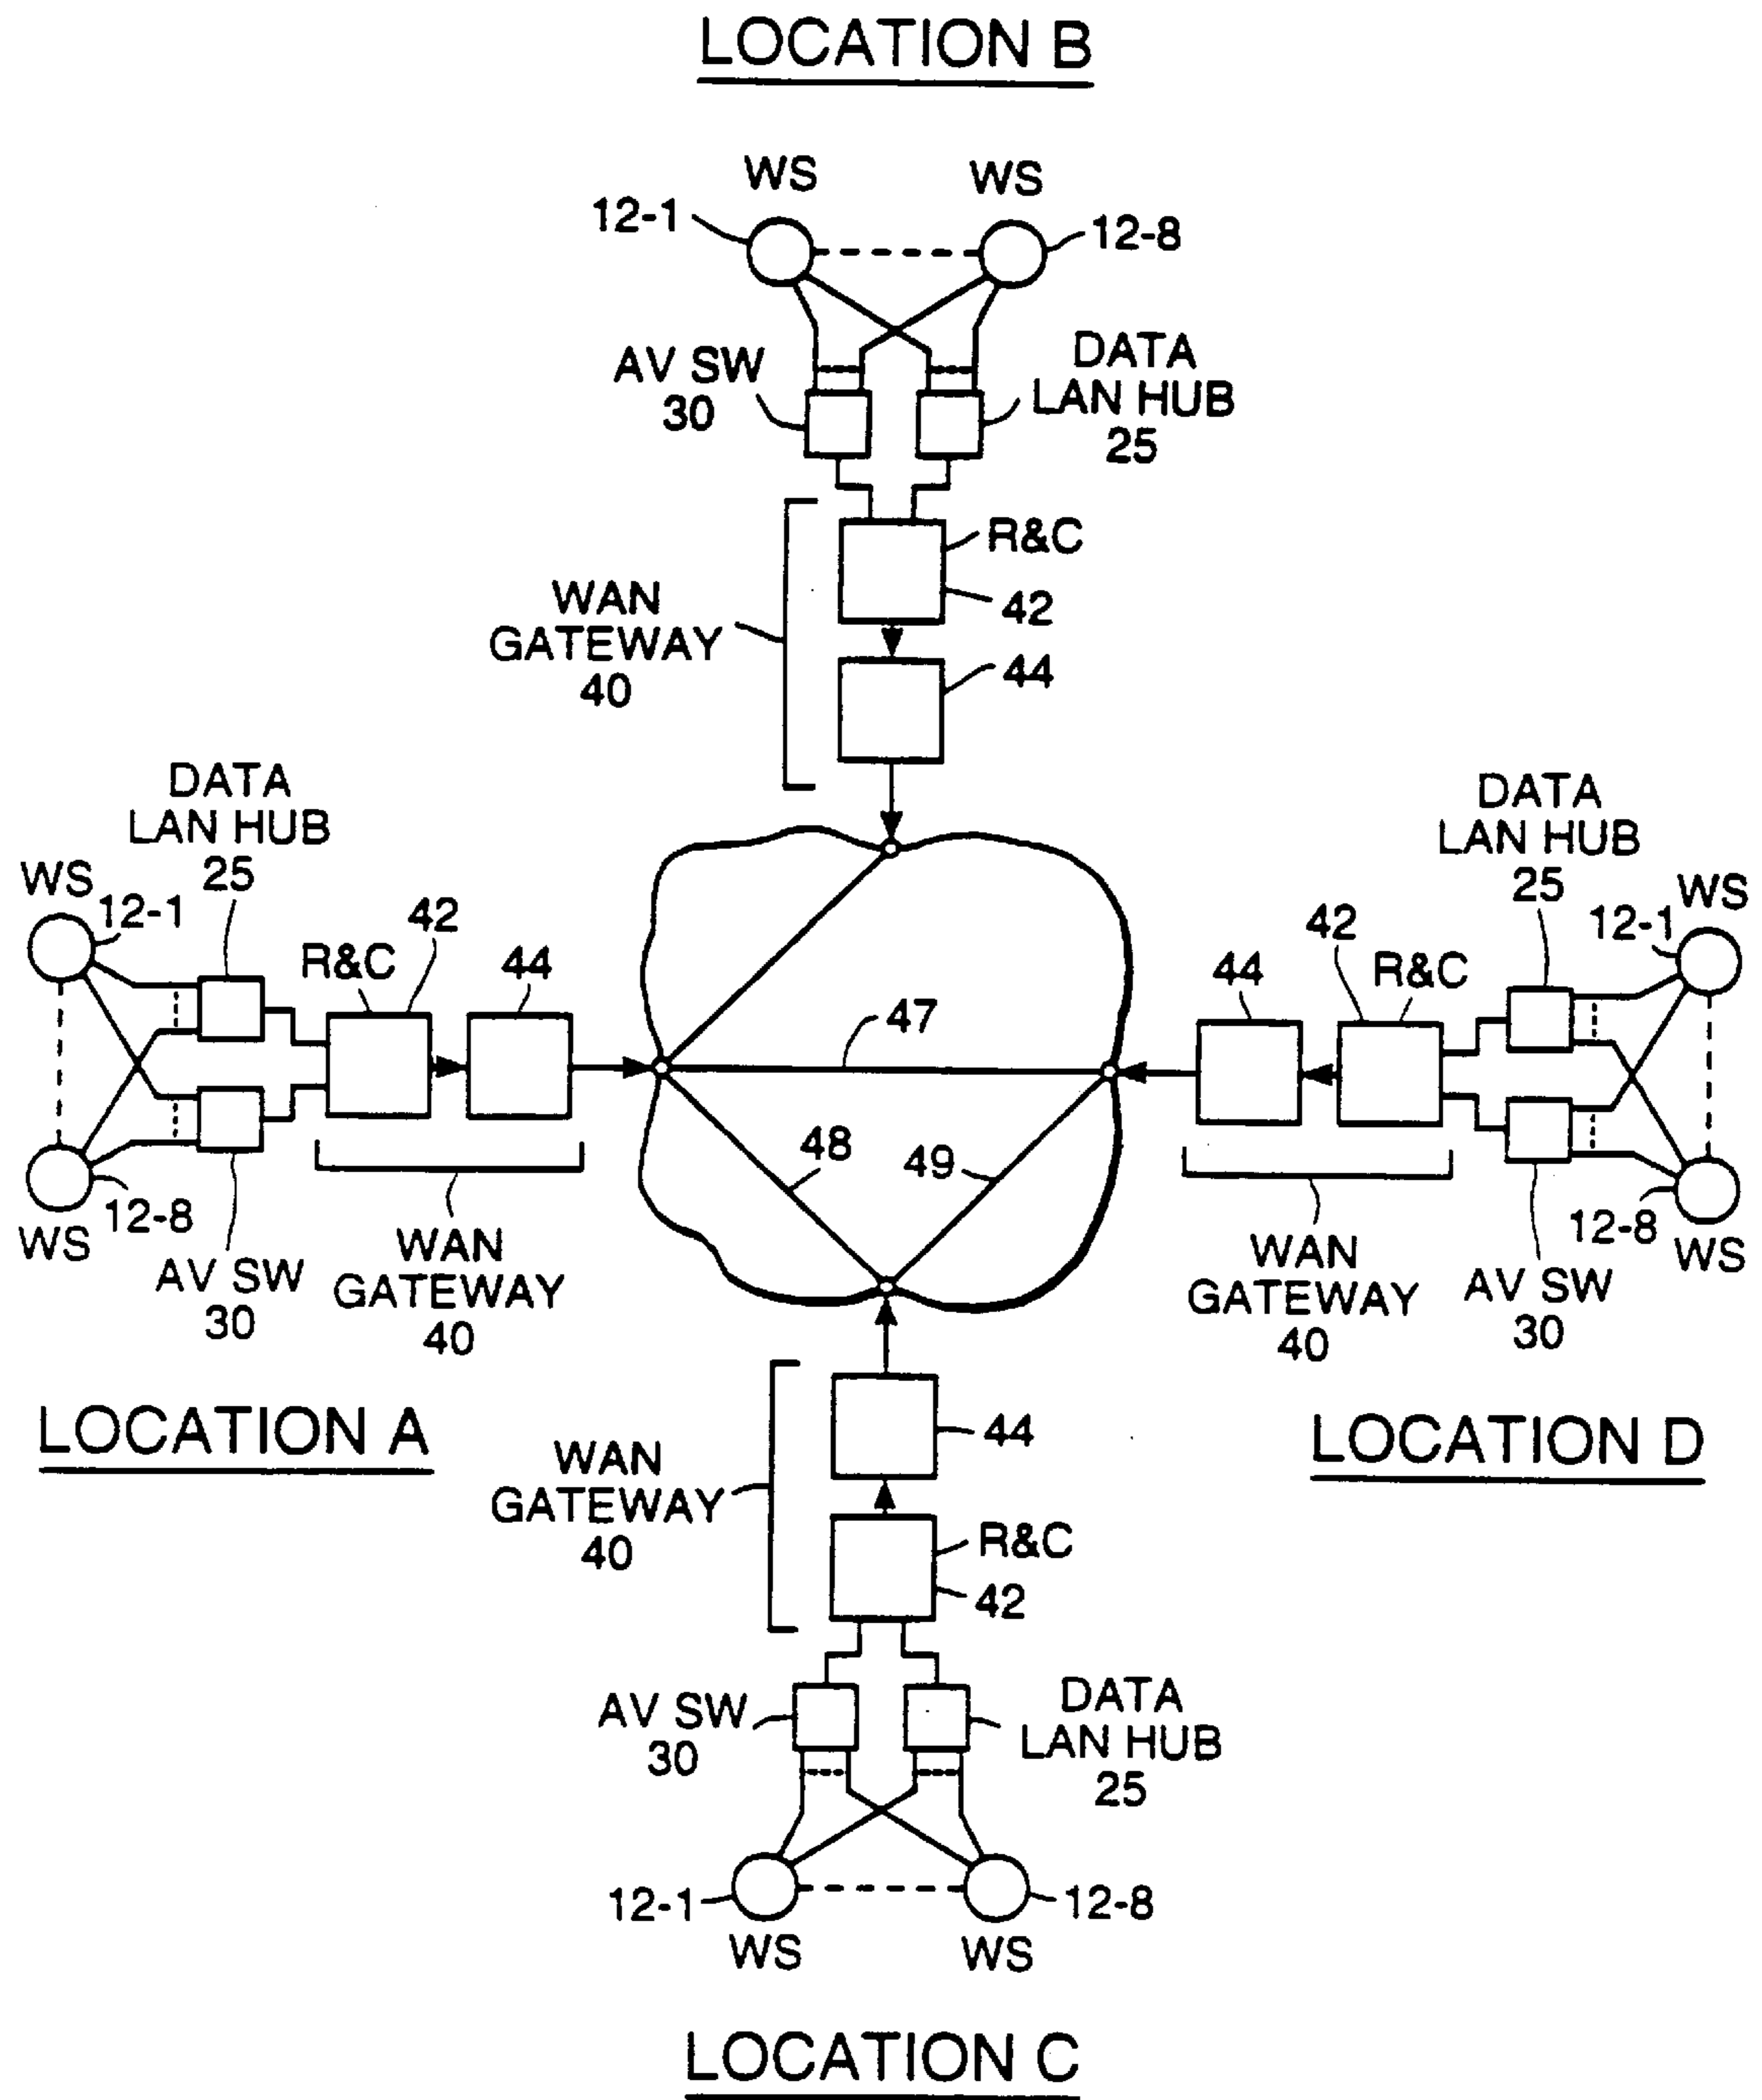 LOCATION B
WS
WS
12-1
12-8
AV SW
30
DATA
LAN HUB
25
R&C
42
WAN
GATEWAY
40
44
DATA
LAN HUB
25
WS
12-1
42
R&C
44
12-8
WS
AV SW
30
WAN
GATEWAY
40
LOCATION A
47
48
49
DATA
LAN HUB
25
WS
12-1
42
R&C
44
12-8
WS
AV SW
30
WAN
GATEWAY
40
LOCATION D
44
WAN
GATEWAY
40
R&C
42
AV SW
30
DATA
LAN HUB
25
12-1
12-8
WS
WS
LOCATION C